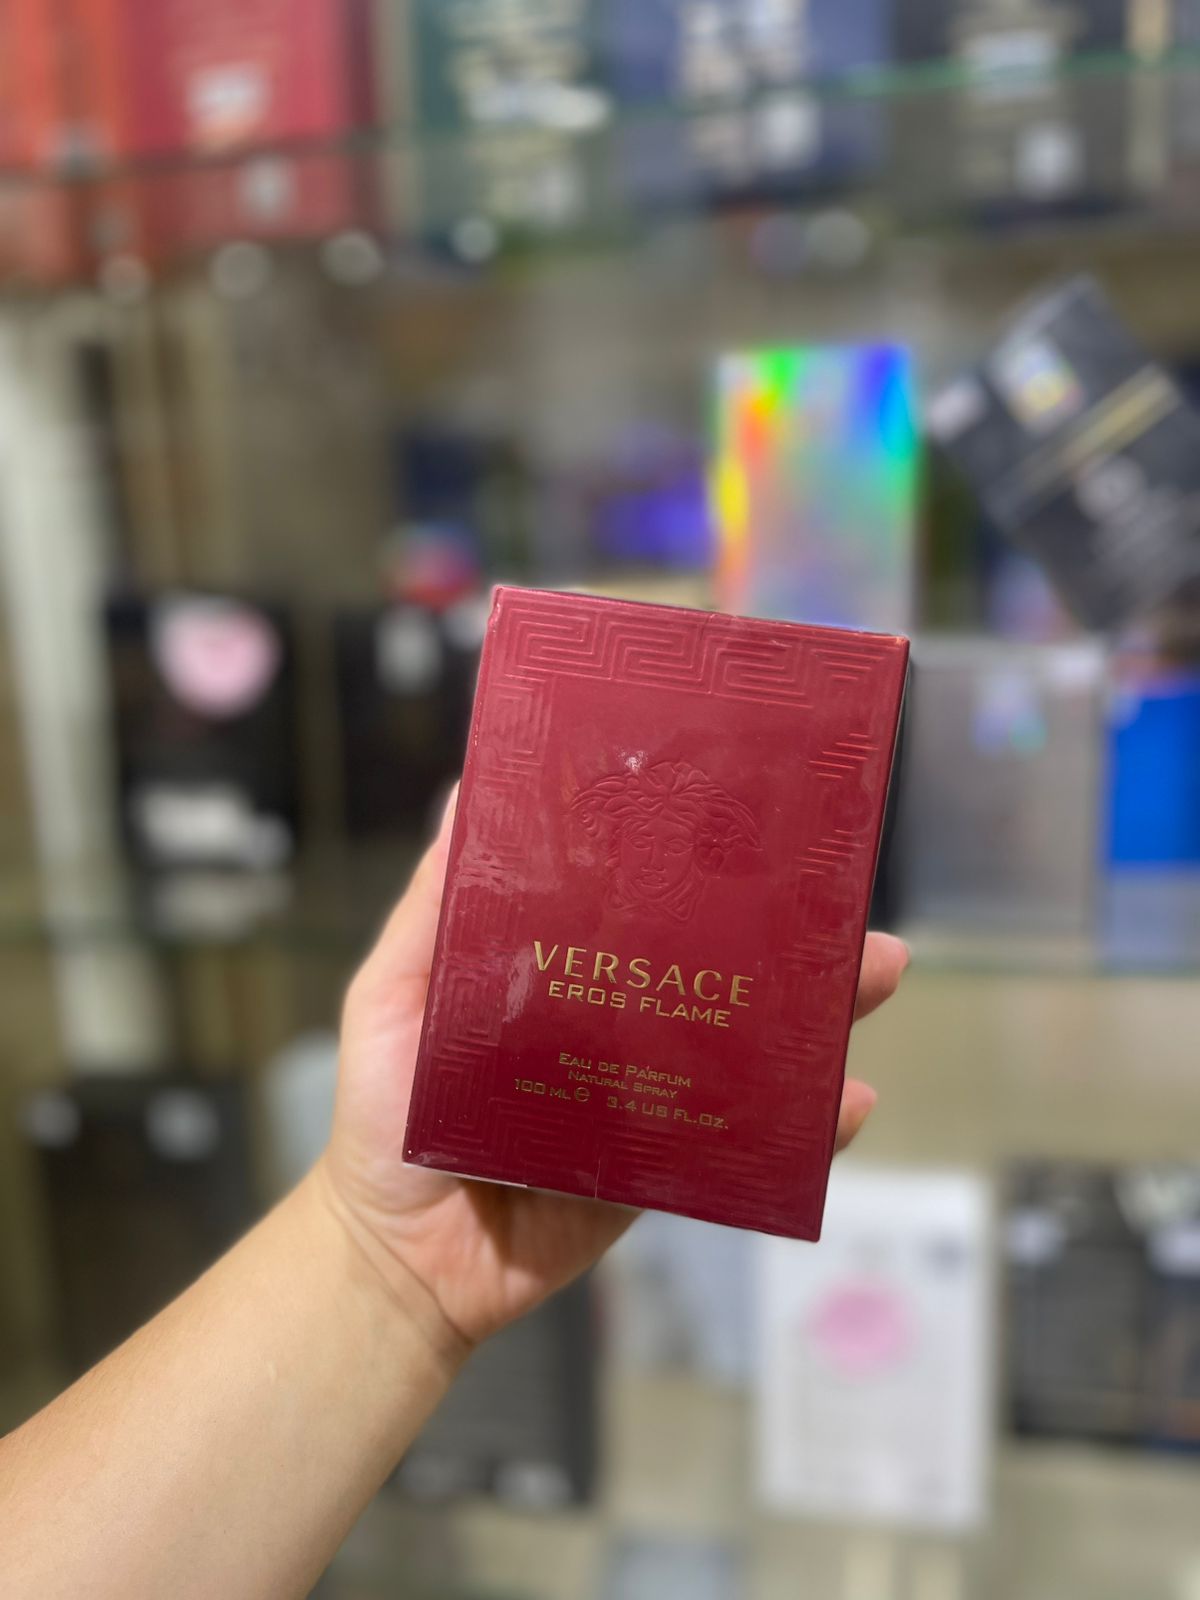 VERSACE
EROS FLAME
EAU DE PARFUM
NATURAL SPRAY
100 ML ℮ 3.4 US FL.OZ.